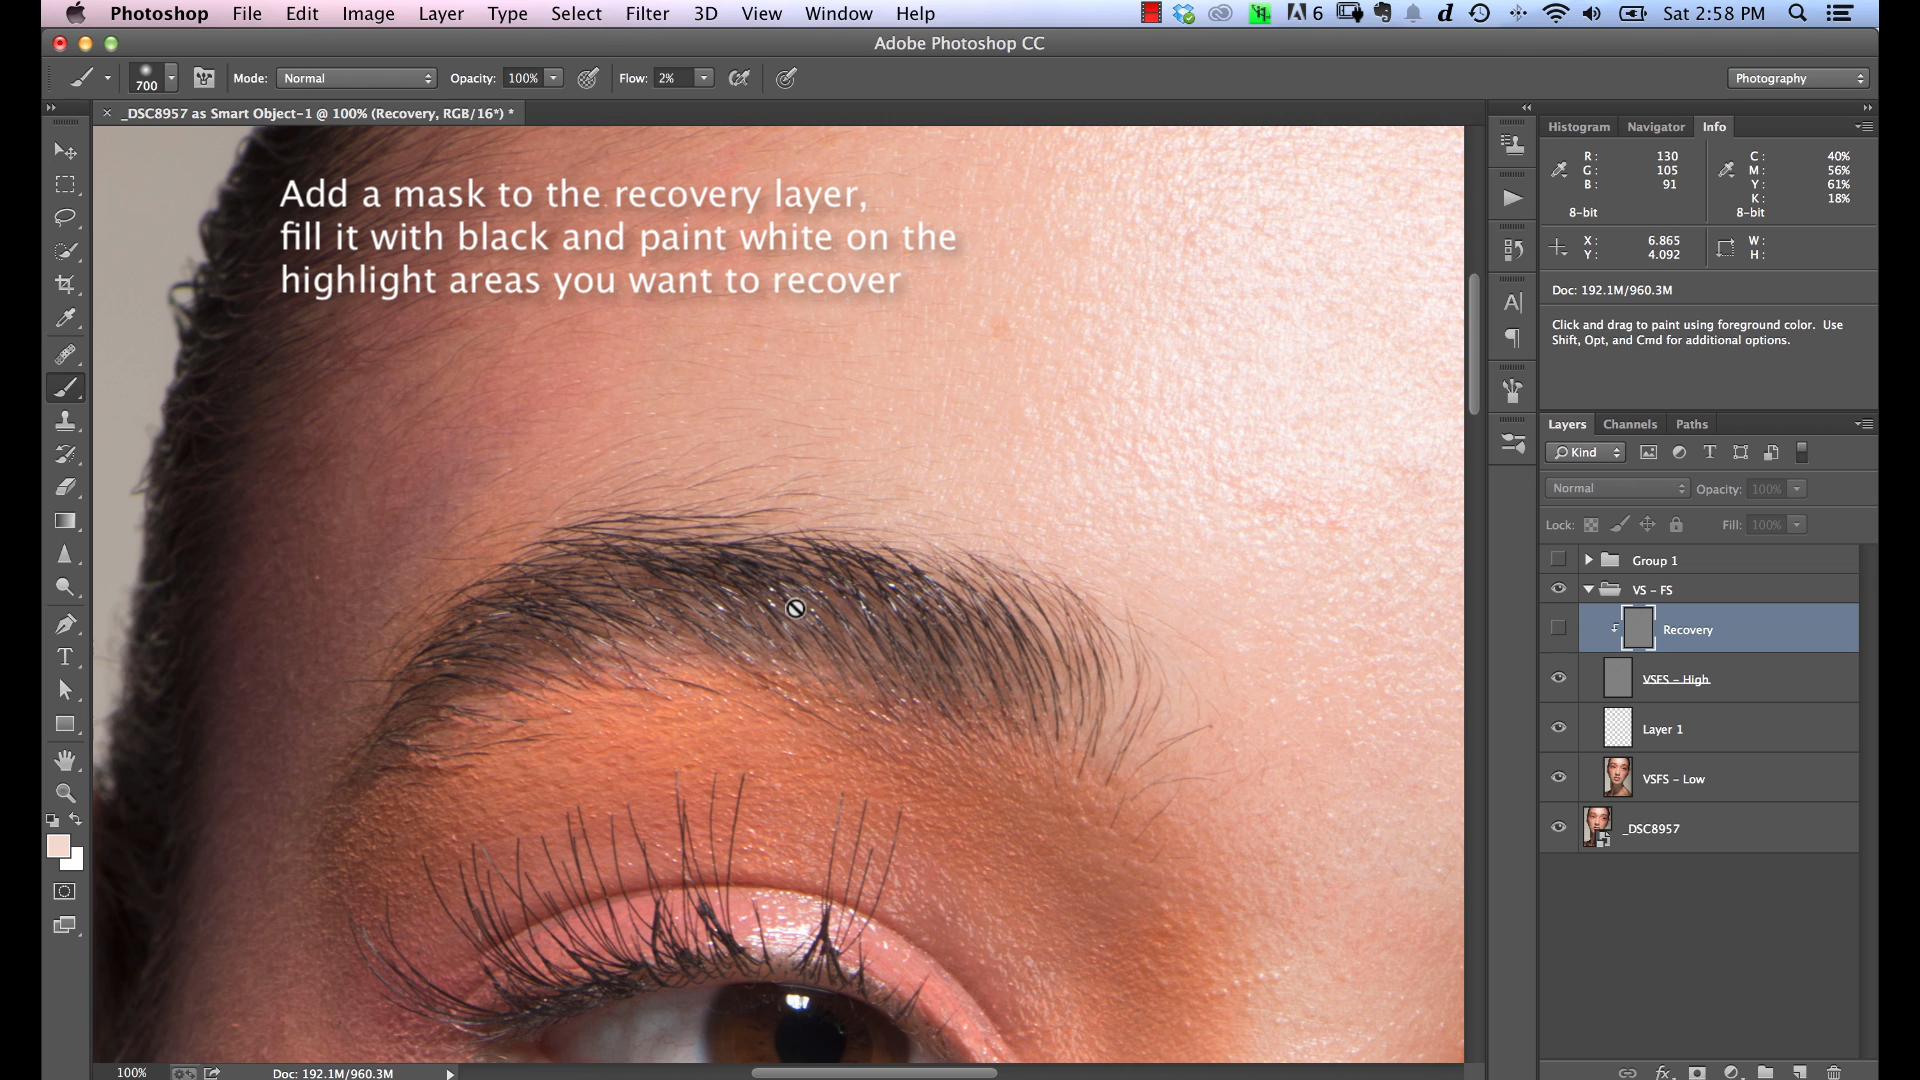 Photoshop File Edit Image Layer Type Select Filter 3D View Window Help 6 Sat 2:58 PM
Adobe Photoshop CC
700 Mode: Normal Opacity: 100% Flow: 2% Photography
_DSC8957 as Smart Object-1 @ 100% (Recovery, RGB/16*) *
Add a mask to the recovery layer,
fill it with black and paint white on the
highlight areas you want to recover
Histogram Navigator Info
R: 130 C: 40%
G: 105 M: 56%
B: 91 Y: 61%
K: 18%
8-bit 8-bit
X: 6.865 W:
Y: 4.092 H:
Doc: 192.1M/960.3M
Click and drag to paint using foreground color. Use
Shift, Opt, and Cmd for additional options.
Layers Channels Paths
Kind
Normal Opacity: 100%
Lock: Fill: 100%
Group 1
VS - FS
Recovery
VSFS - High
Layer 1
VSFS - Low
_DSC8957
100% Doc: 192.1M/960.3M